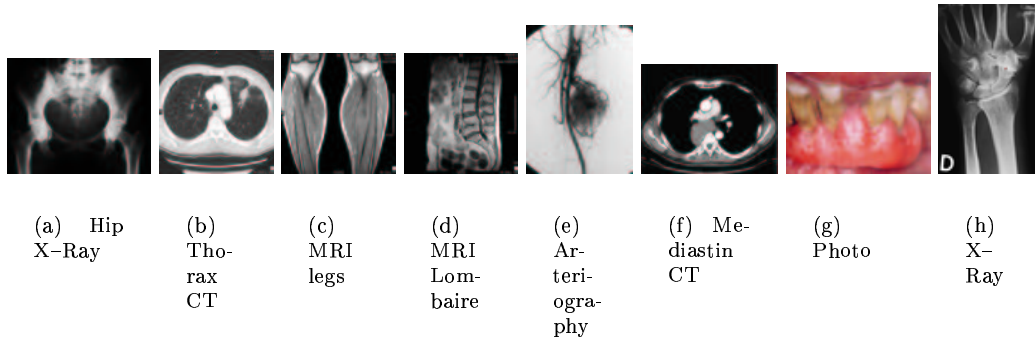 D
(a) Hip
X–Ray
(b)
Tho-
rax
CT
(c)
MRI
legs
(d)
MRI
Lom-
baire
(e)
Ar-
teri-
ogra-
phy
(f) Me-
diastin
CT
(g)
Photo
(h)
X–
Ray